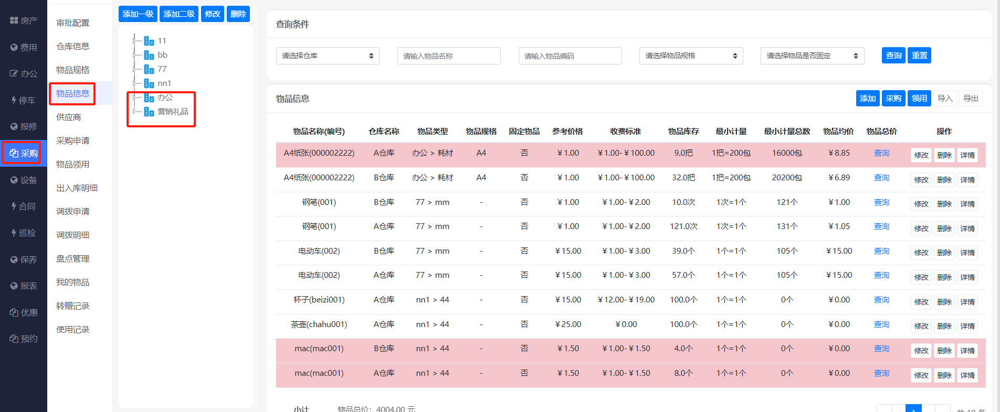 房产
费用
办公
停车
报修
采购
设备
合同
巡检
保养
报表
优惠
预约
审批配置
仓库信息
物品规格
物品信息
供应商
采购申请
物品领用
出入库明细
调拨申请
调拨明细
盘点管理
我的物品
转赠记录
使用记录
添加一级 添加二级 修改 删除
11
bb
77
nn1
办公
营销礼品
查询条件
请选择仓库 请输入物品名称 请输入物品编码 请选择物品规格 请选择物品是否固定 查询 重置
物品信息 添加 采购 领用 导入 导出
物品名称(编号) 仓库名称 物品类型 物品规格 固定物品 参考价格 收费标准 物品库存 最小计量 最小计量总数 物品均价 物品总价 操作
A4纸张(000002222) A仓库 办公 > 耗材 A4 否 ￥1.00 ￥1.00-￥100.00 9.0把 1把=200包 16000包 ￥8.85 查询 修改 删除 详情
A4纸张(000002222) B仓库 办公 > 耗材 A4 否 ￥1.00 ￥1.00-￥100.00 32.0把 1把=200包 20200包 ￥6.89 查询 修改 删除 详情
钢笔(001) B仓库 77 > mm - 否 ￥1.00 ￥1.00-￥2.00 10.0次 1次=1个 121个 ￥1.00 查询 修改 删除 详情
钢笔(001) A仓库 77 > mm - 否 ￥1.00 ￥1.00-￥2.00 121.0次 1次=1个 131个 ￥1.05 查询 修改 删除 详情
电动车(002) B仓库 77 > mm - 否 ￥15.00 ￥1.00-￥3.00 39.0个 1个=1个 105个 ￥15.00 查询 修改 删除 详情
电动车(002) A仓库 77 > mm - 否 ￥15.00 ￥1.00-￥3.00 57.0个 1个=1个 105个 ￥15.00 查询 修改 删除 详情
杯子(beizi001) A仓库 nn1 > 44 - 否 ￥15.00 ￥12.00-￥19.00 100.0个 1个=1个 0个 ￥0.00 查询 修改 删除 详情
茶壶(chahu001) A仓库 nn1 > 44 - 否 ￥25.00 ￥0.00 100.0个 1个=1个 0个 ￥0.00 查询 修改 删除 详情
mac(mac001) B仓库 nn1 > 44 - 否 ￥1.50 ￥1.00-￥1.50 4.0个 1个=1个 0个 ￥0.00 查询 修改 删除 详情
mac(mac001) A仓库 nn1 > 44 - 否 ￥1.50 ￥1.00-￥1.50 8.0个 1个=1个 0个 ￥0.00 查询 修改 删除 详情
小计 物品总价：4004.00 元 1 共 10 条